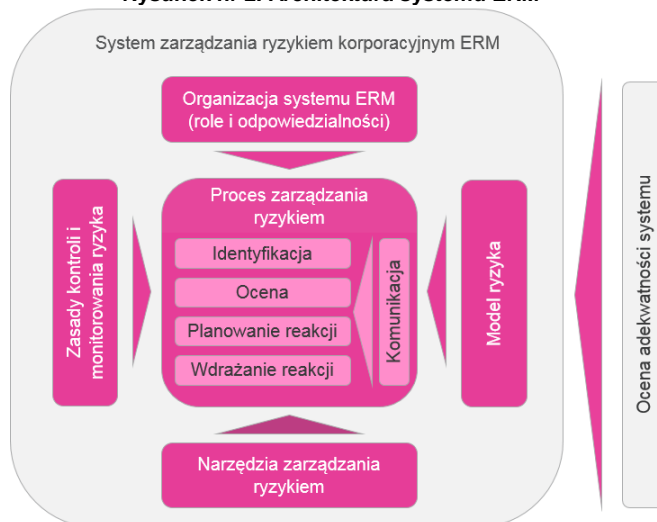 System zarządzania ryzykiem korporacyjnym ERM
Organizacja systemu ERM
(role i odpowiedzialności)
Proces zarządzania
ryzykiem
Identyfikacja
Ocena
Planowanie reakcji
Wdrażanie reakcji
Komunikacja
Zasady kontroli i
monitorowania ryzyka
Model ryzyka
Narzędzia zarządzania
ryzykiem
Ocena adekwatności systemu